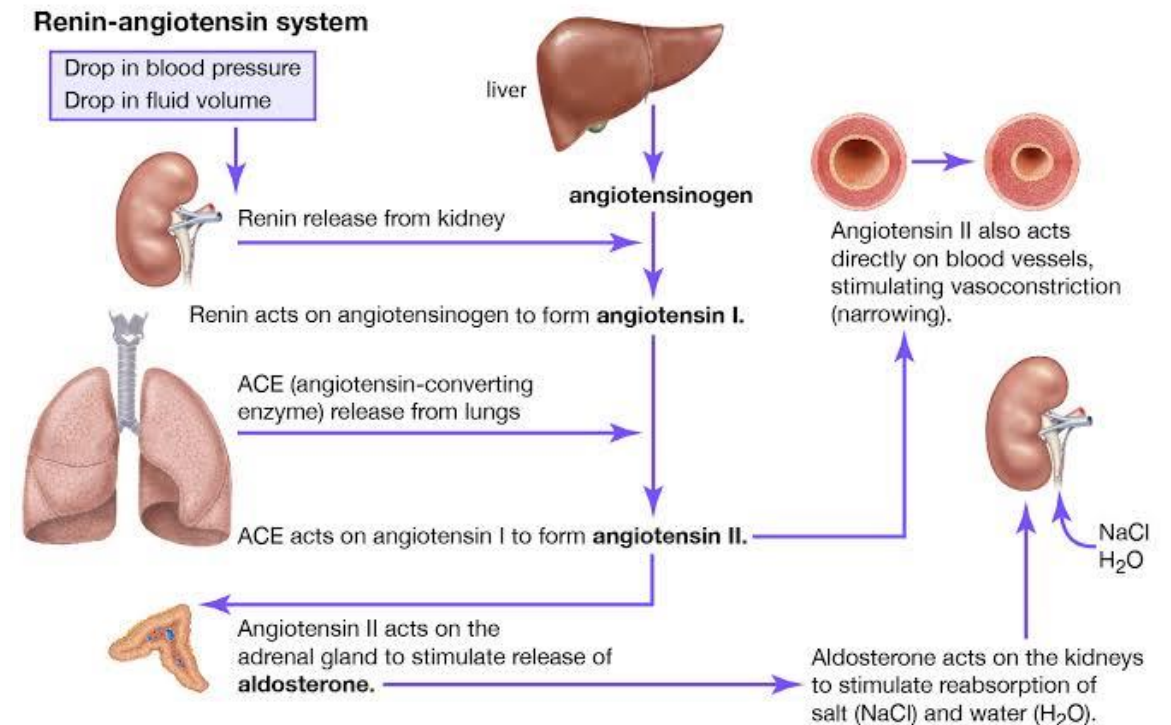 Renin-angiotensin system
Drop in blood pressure
Drop in fluid volume
liver
angiotensinogen
Renin release from kidney
Angiotensin II also acts
directly on blood vessels,
stimulating vasoconstriction
(narrowing).
Renin acts on angiotensinogen to form angiotensin I.
ACE (angiotensin-converting
enzyme) release from lungs
ACE acts on angiotensin I to form angiotensin II.
NaCl
H₂O
Angiotensin II acts on the
adrenal gland to stimulate release of
aldosterone.
Aldosterone acts on the kidneys
to stimulate reabsorption of
salt (NaCl) and water (H₂O).